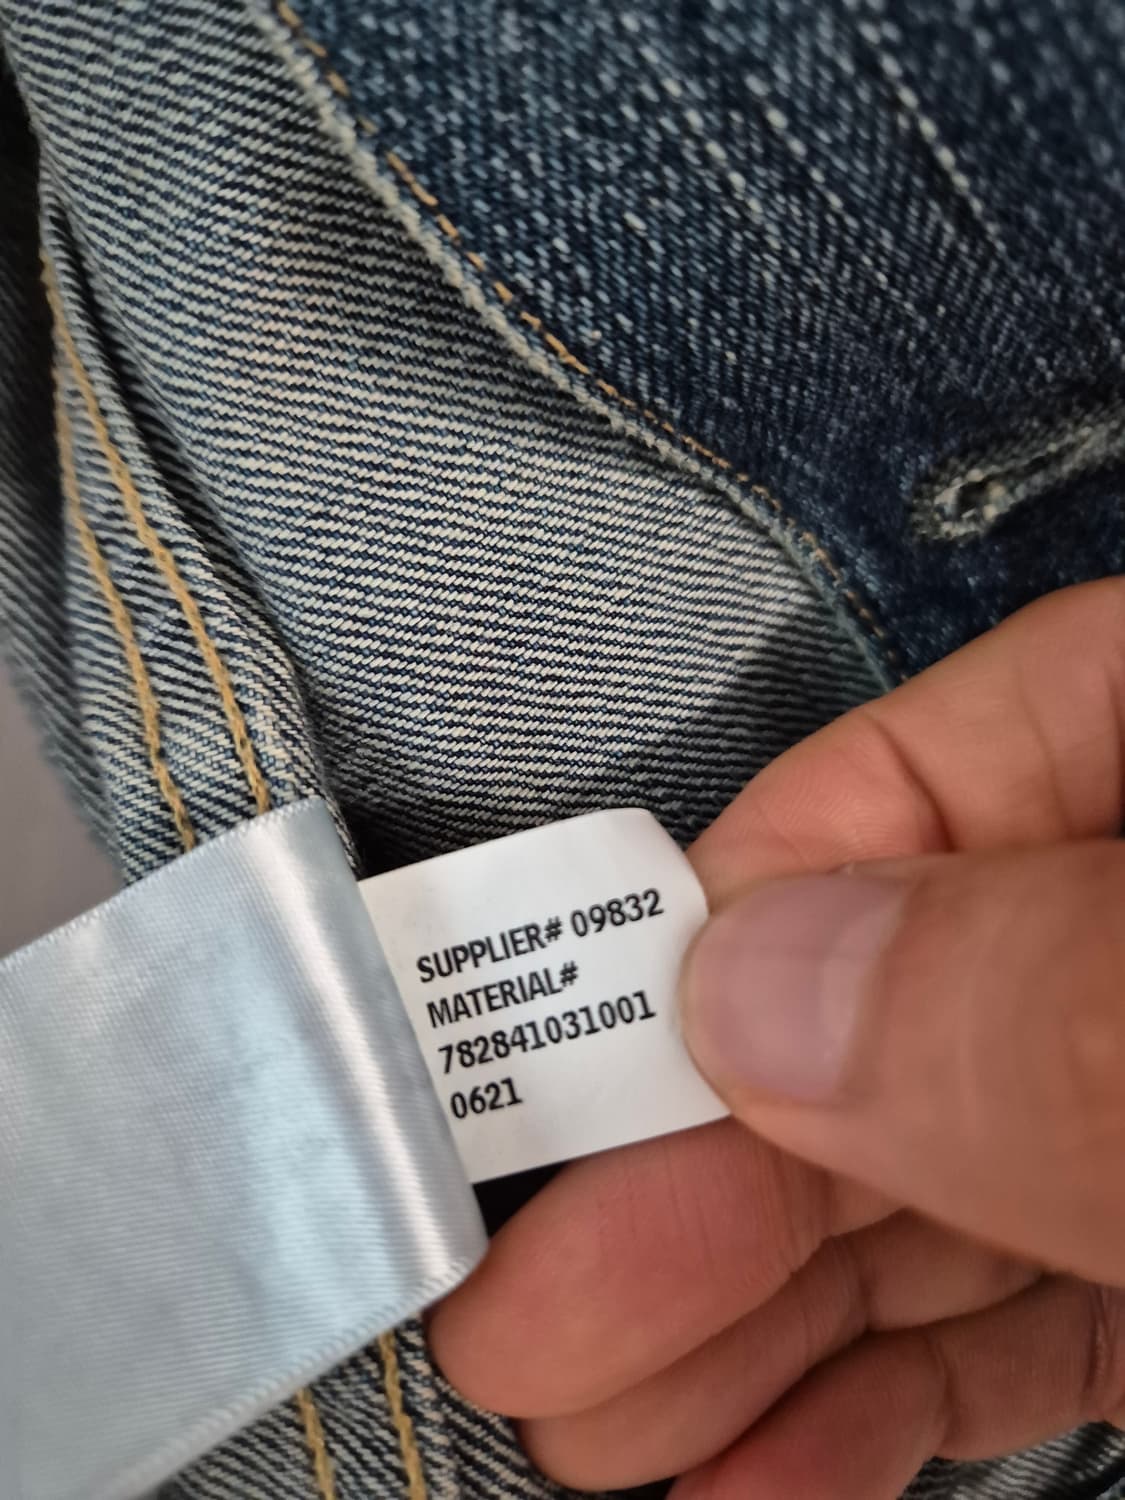 SUPPLIER# 09832
MATERIAL#
782841031001
0621